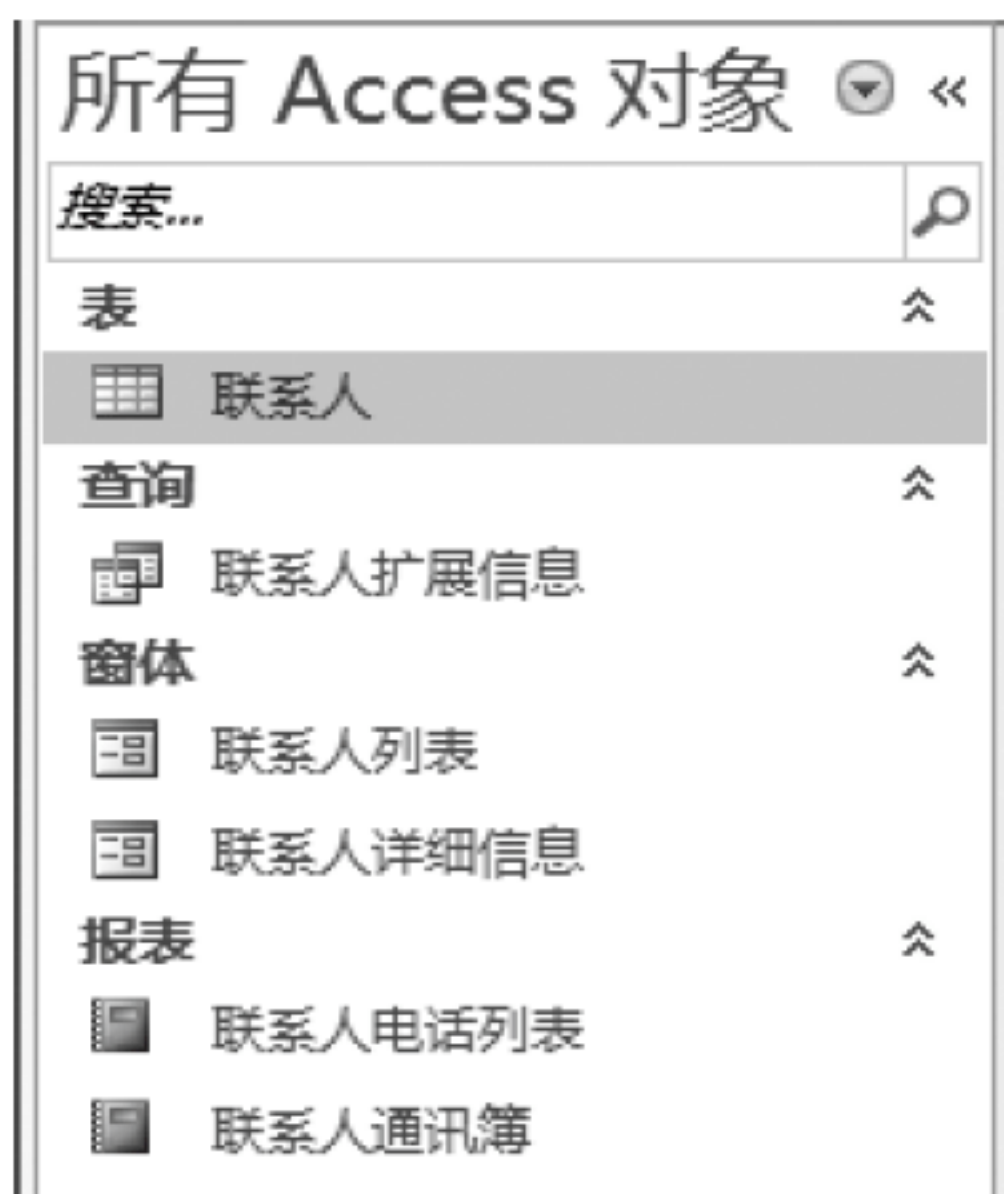 所有 Access 对象
搜索...
表
联系人
查询
联系人扩展信息
窗体
联系人列表
联系人详细信息
报表
联系人电话列表
联系人通讯簿